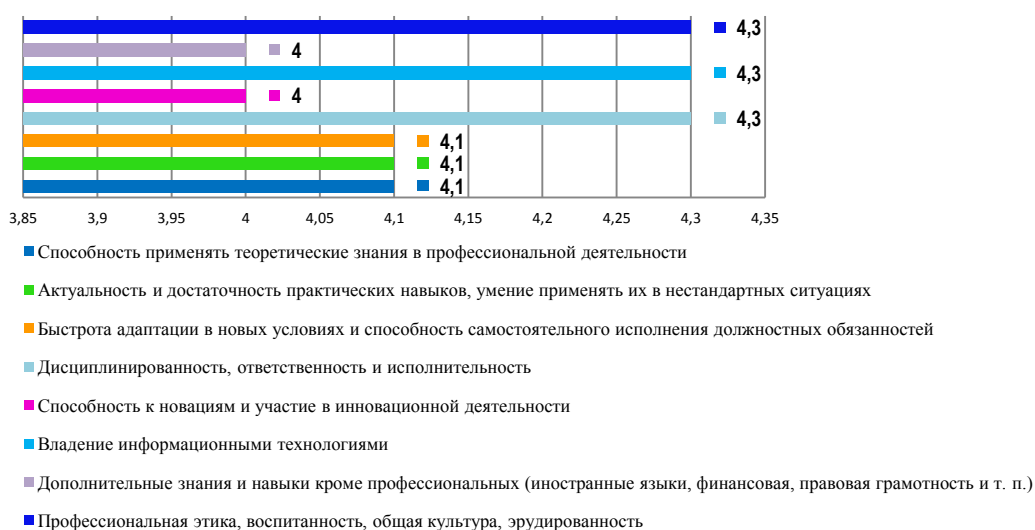 4,3
4
4,3
4
4,3
4,1
4,1
4,1
3,85 3,9 3,95 4 4,05 4,1 4,15 4,2 4,25 4,3 4,35
Способность применять теоретические знания в профессиональной деятельности
Актуальность и достаточность практических навыков, умение применять их в нестандартных ситуациях
Быстрота адаптации в новых условиях и способность самостоятельного исполнения должностных обязанностей
Дисциплинированность, ответственность и исполнительность
Способность к новациям и участие в инновационной деятельности
Владение информационными технологиями
Дополнительные знания и навыки кроме профессиональных (иностранные языки, финансовая, правовая грамотность и т. п.)
Профессиональная этика, воспитанность, общая культура, эрудированность